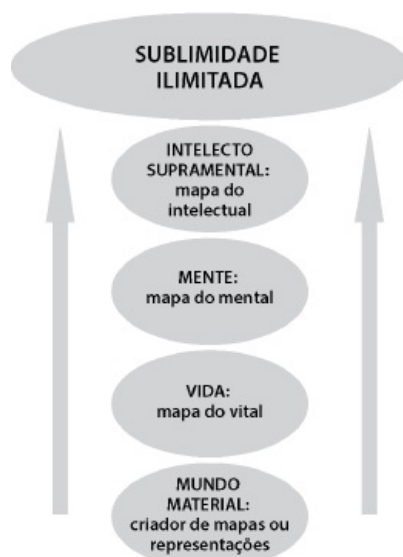 SUBLIMIDADE
ILIMITADA
INTELECTO
SUPRAMENTAL:
mapa do
intelectual
MENTE:
mapa do mental
VIDA:
mapa do vital
MUNDO
MATERIAL:
criador de mapas ou
representações